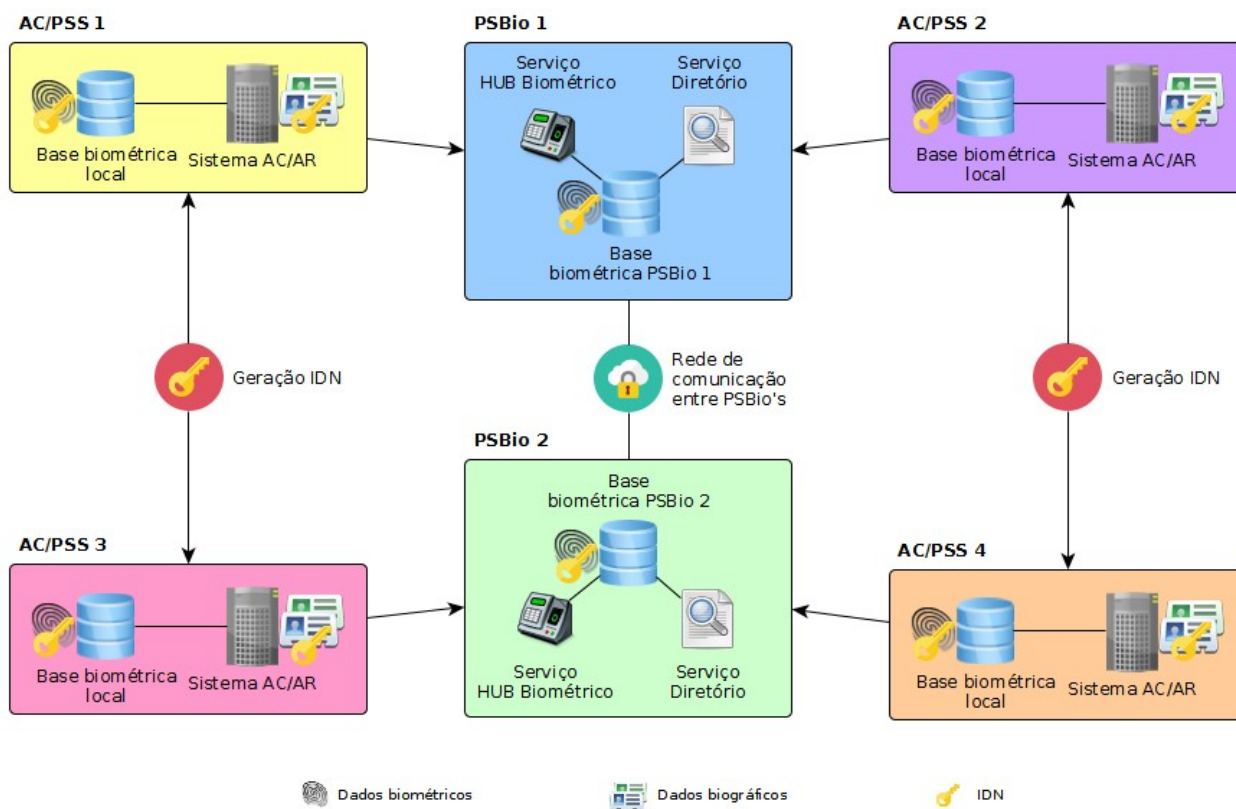 AC/PSS 1
Base biométrica
local
Sistema AC/AR
PSBio 1
Serviço
HUB Biométrico
Serviço
Diretório
Base
biométrica PSBio 1
AC/PSS 2
Base biométrica
local
Sistema AC/AR
Geração IDN
Rede de
comunicação
entre PSBio's
Geração IDN
AC/PSS 3
Base biométrica
local
Sistema AC/AR
PSBio 2
Base
biométrica PSBio 2
Serviço
HUB Biométrico
Serviço
Diretório
AC/PSS 4
Base biométrica
local
Sistema AC/AR
Dados biométricos
Dados biográficos
IDN